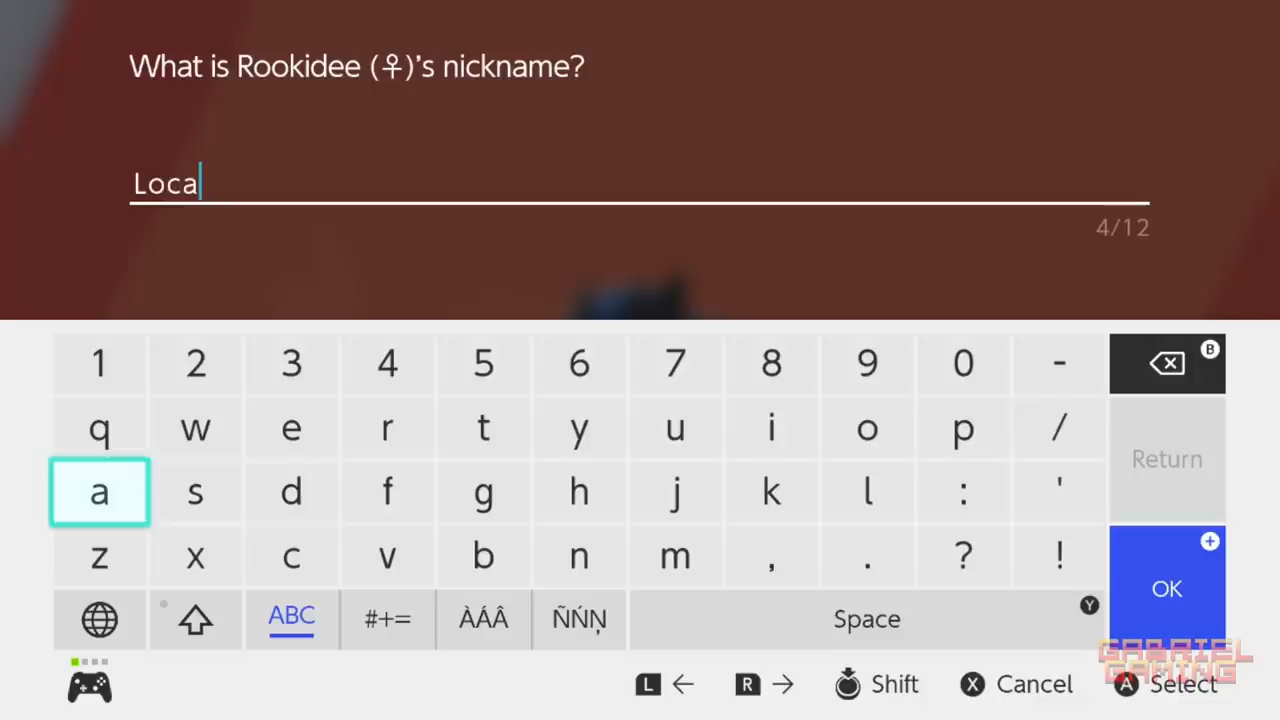 What is Rookidee (♀)'s nickname?
Loca
4/12
1 2 3 4 5 6 7 8 9 0 - B
q w e r t y u i o p /
Return
a s d f g h j k l : '
z x c v b n m , . ? ! +
OK
ABC #+= ÀÁÂ ÑŃŅ Space Y
GABRIEL
GAMING
L ← R → Shift X Cancel A Select